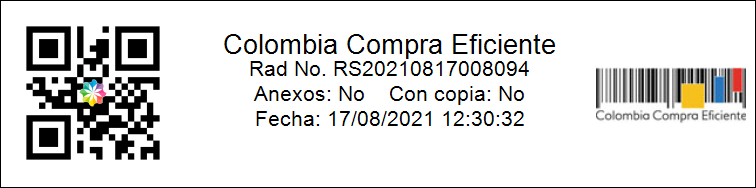 Colombia Compra Eficiente
Rad No. RS20210817008094
Anexos: No Con copia: No
Fecha: 17/08/2021 12:30:32
Colombia Compra Eficiente